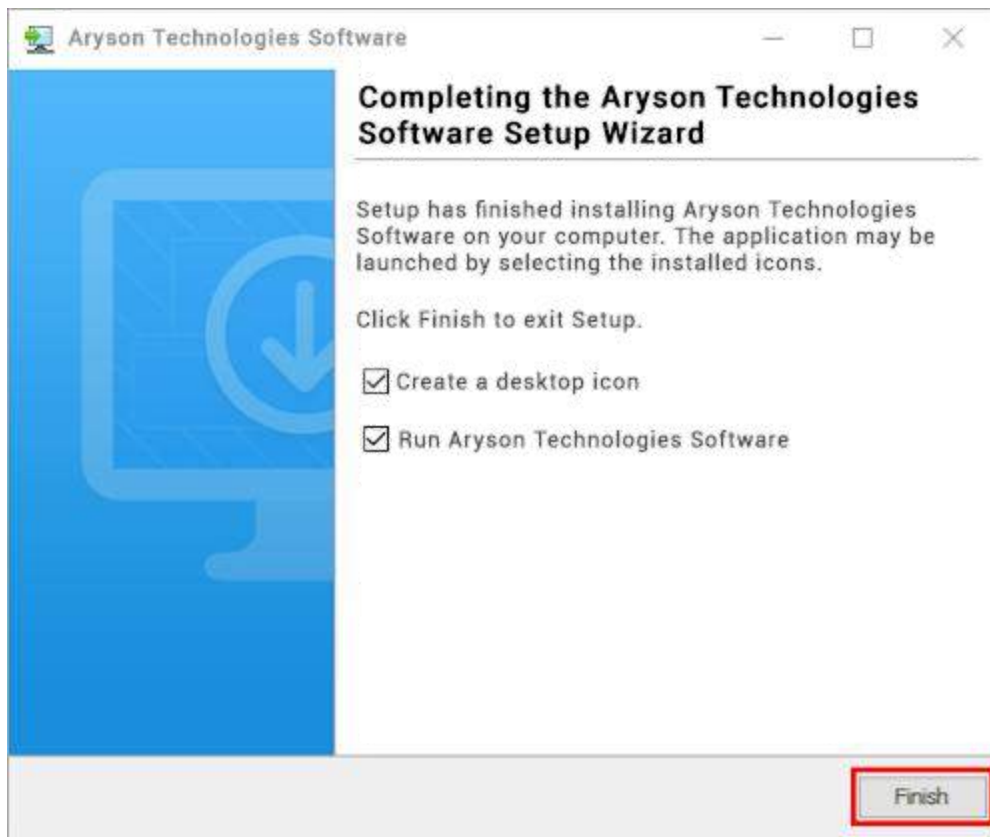 Aryson Technologies Software
Completing the Aryson Technologies
Software Setup Wizard
Setup has finished installing Aryson Technologies
Software on your computer. The application may be
launched by selecting the installed icons.
Click Finish to exit Setup.
Create a desktop icon
Run Aryson Technologies Software
Finish